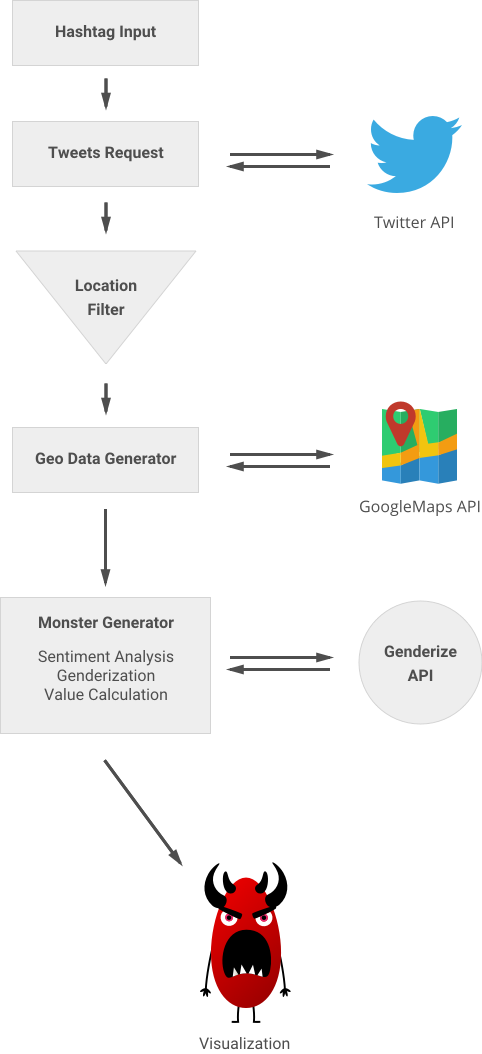 Hashtag Input
Tweets Request
Twitter API
Location
Filter
Geo Data Generator
GoogleMaps API
Monster Generator
Sentiment Analysis
Genderization
Value Calculation
Genderize
API
Visualization